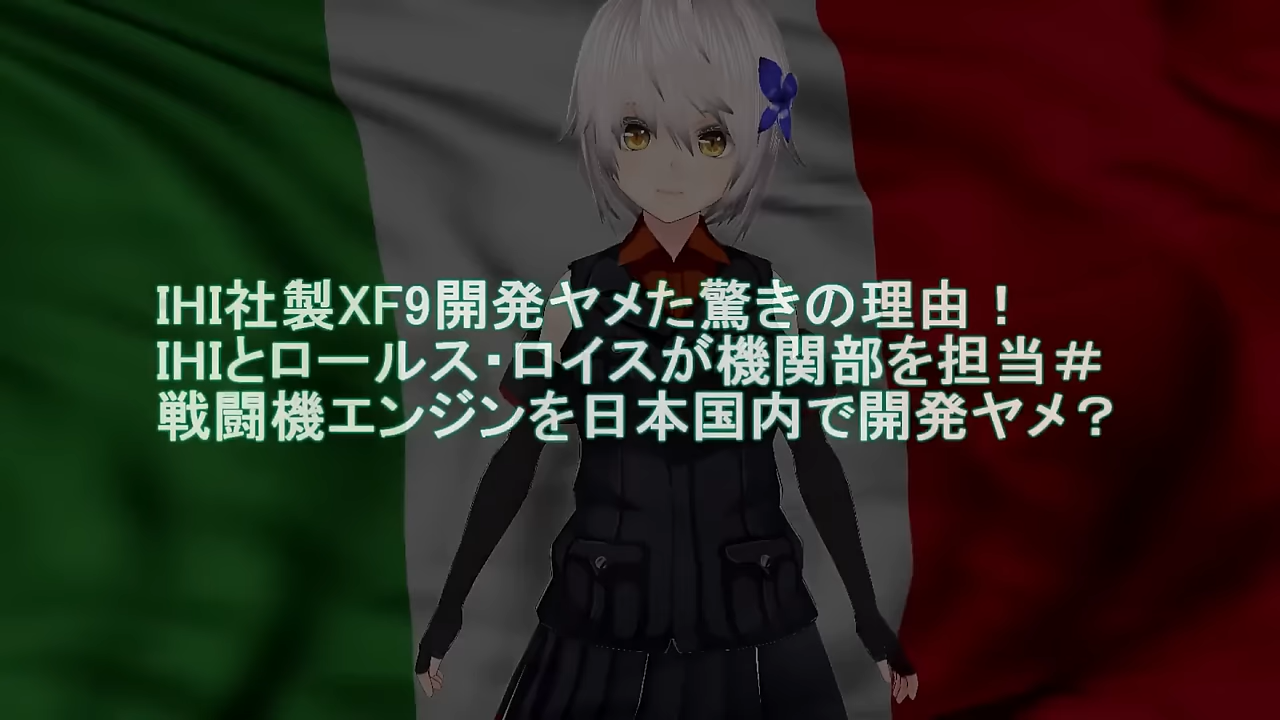 IHI社製XF9開発ヤメた驚きの理由！
IHIとロールス・ロイスが機関部を担当＃
戦闘機エンジンを日本国内で開発ヤメ？